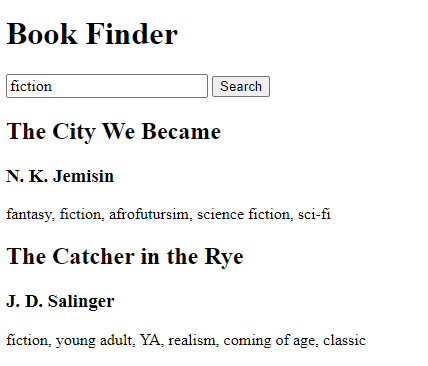 Book Finder
fiction Search
The City We Became
N. K. Jemisin
fantasy, fiction, afrofutursim, science fiction, sci-fi
The Catcher in the Rye
J. D. Salinger
fiction, young adult, YA, realism, coming of age, classic